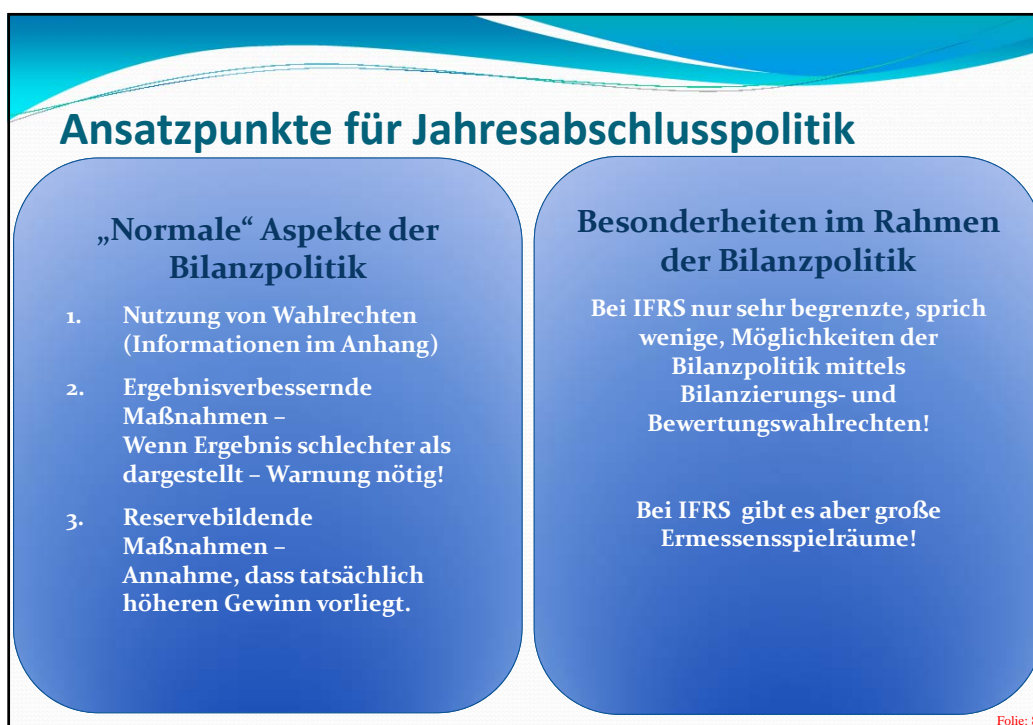 Ansatzpunkte für Jahresabschlusspolitik
„Normale“ Aspekte der
Bilanzpolitik
1. Nutzung von Wahlrechten
(Informationen im Anhang)
2. Ergebnisverbessernde
Maßnahmen –
Wenn Ergebnis schlechter als
dargestellt – Warnung nötig!
3. Reservebildende
Maßnahmen –
Annahme, dass tatsächlich
höheren Gewinn vorliegt.
Besonderheiten im Rahmen
der Bilanzpolitik
Bei IFRS nur sehr begrenzte, sprich
wenige, Möglichkeiten der
Bilanzpolitik mittels
Bilanzierungs- und
Bewertungswahlrechten!
Bei IFRS gibt es aber große
Ermessensspielräume!
Folie: